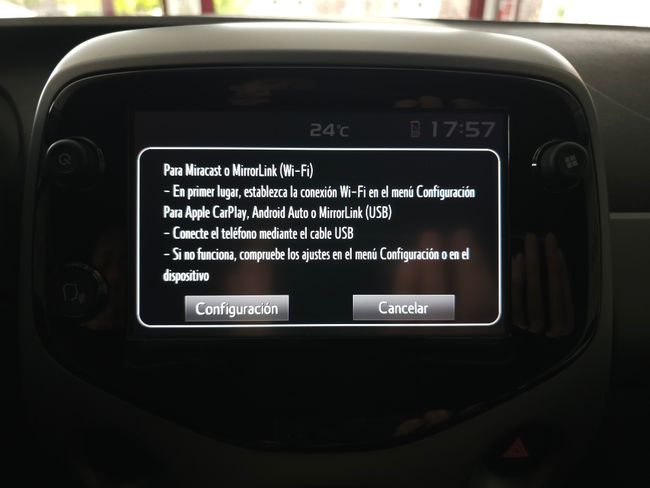 24°C 17:57
Para Miracast o MirrorLink (Wi-Fi)
- En primer lugar, establezca la conexión Wi-Fi en el menú Configuración
Para Apple CarPlay, Android Auto o MirrorLink (USB)
- Conecte el teléfono mediante el cable USB
- Si no funciona, compruebe los ajustes en el menú Configuración o en el
dispositivo
Configuración Cancelar